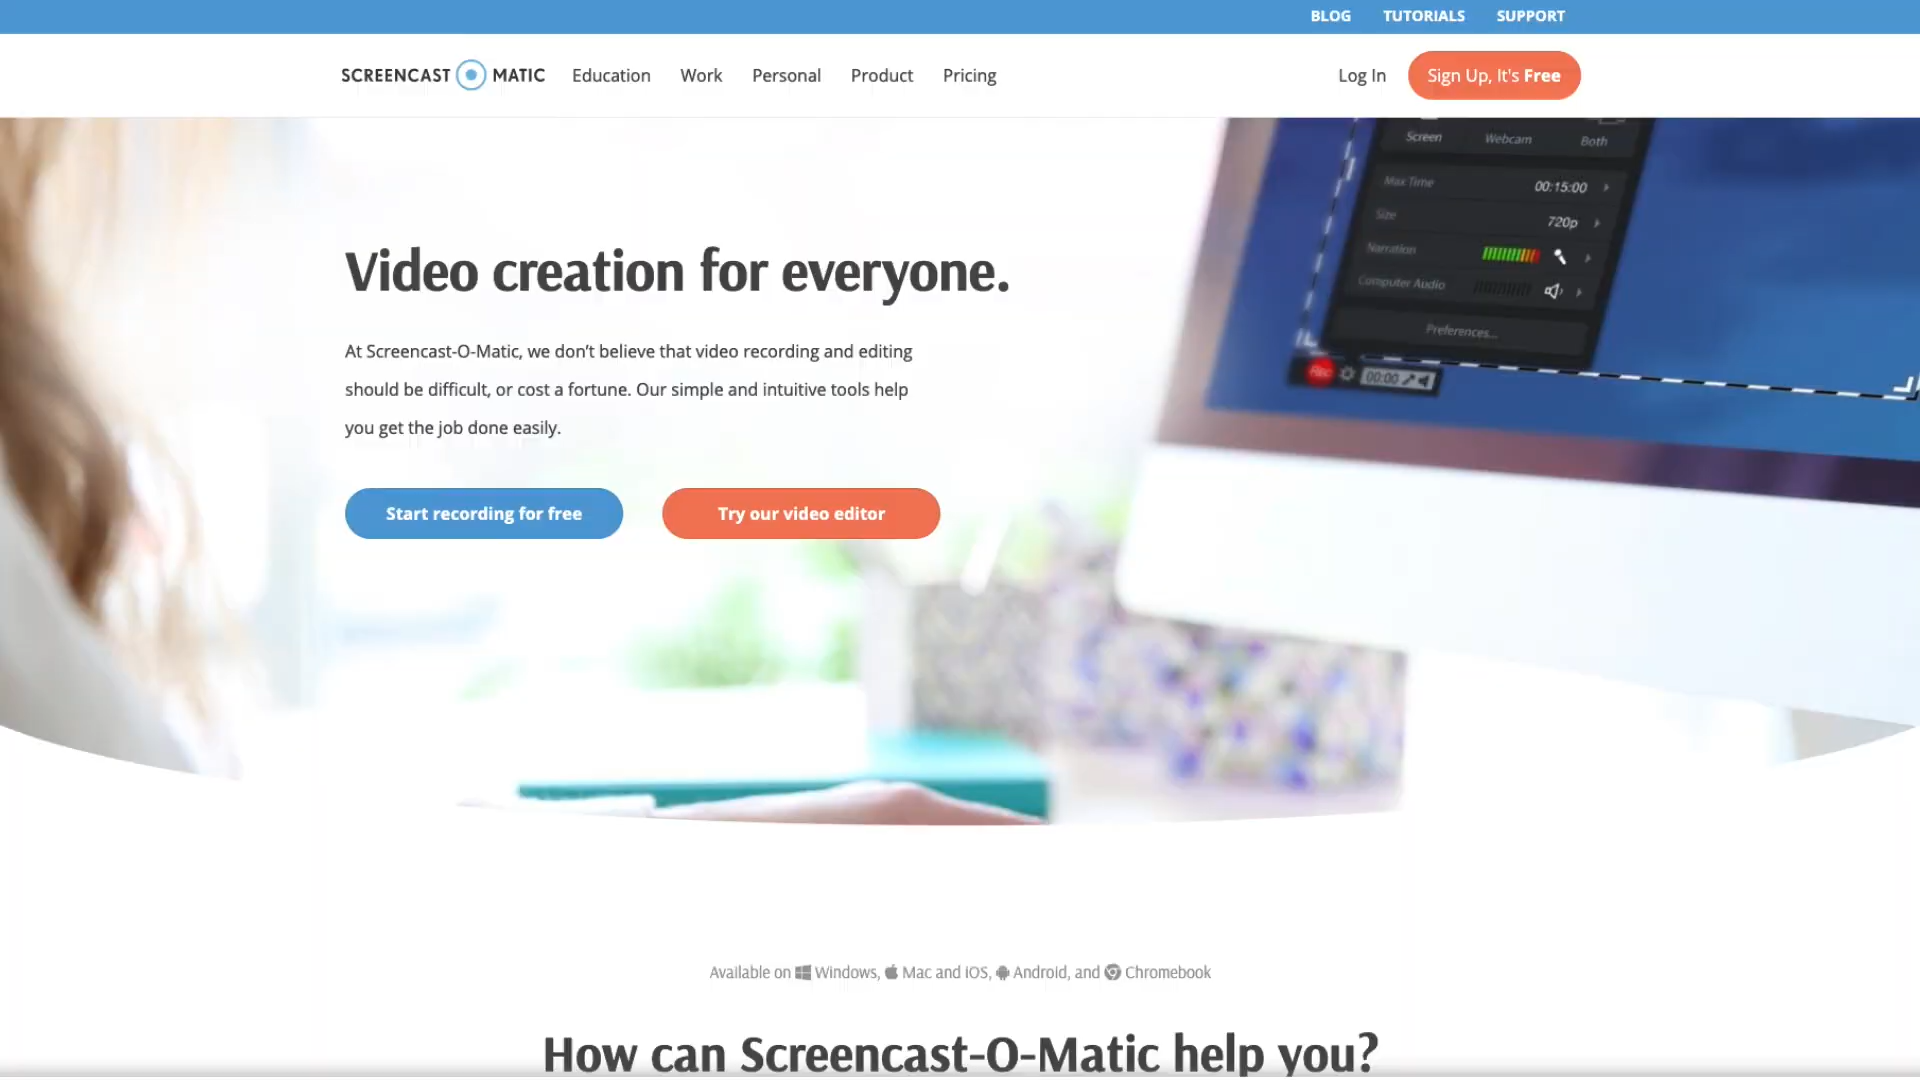 BLOG TUTORIALS SUPPORT
SCREENCAST O MATIC Education Work Personal Product Pricing Log In Sign Up, It's Free
Screen Webcam Both
Max Time 00:15:00
Size 720p
Narration
Computer Audio
Preferences...
Rec 00:00
Video creation for everyone.
At Screencast-O-Matic, we don't believe that video recording and editing
should be difficult, or cost a fortune. Our simple and intuitive tools help
you get the job done easily.
Start recording for free Try our video editor
Available on Windows, Mac and iOS, Android, and Chromebook
How can Screencast-O-Matic help you?